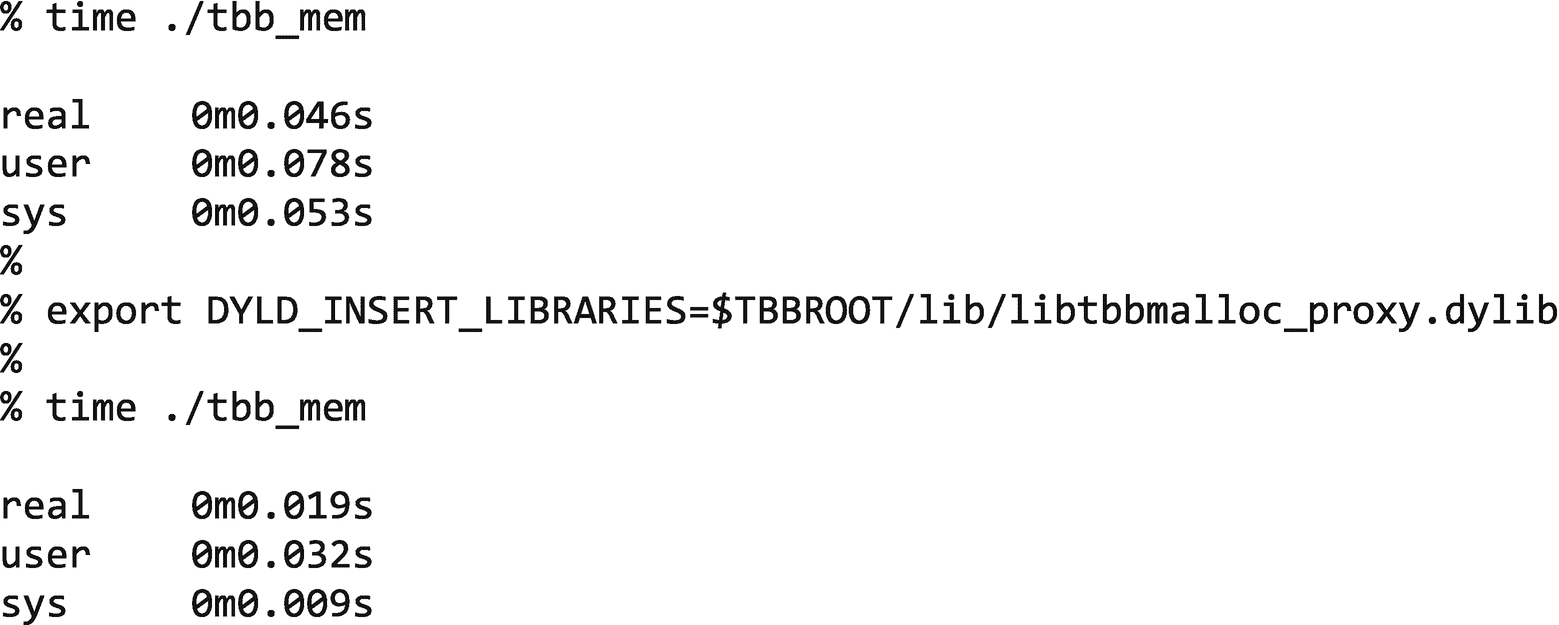 % time ./tbb_mem
real 0m0.046s
user 0m0.078s
sys 0m0.053s
%
% export DYLD_INSERT_LIBRARIES=$TBBROOT/lib/libtbbmalloc_proxy.dylib
%
% time ./tbb_mem
real 0m0.019s
user 0m0.032s
sys 0m0.009s